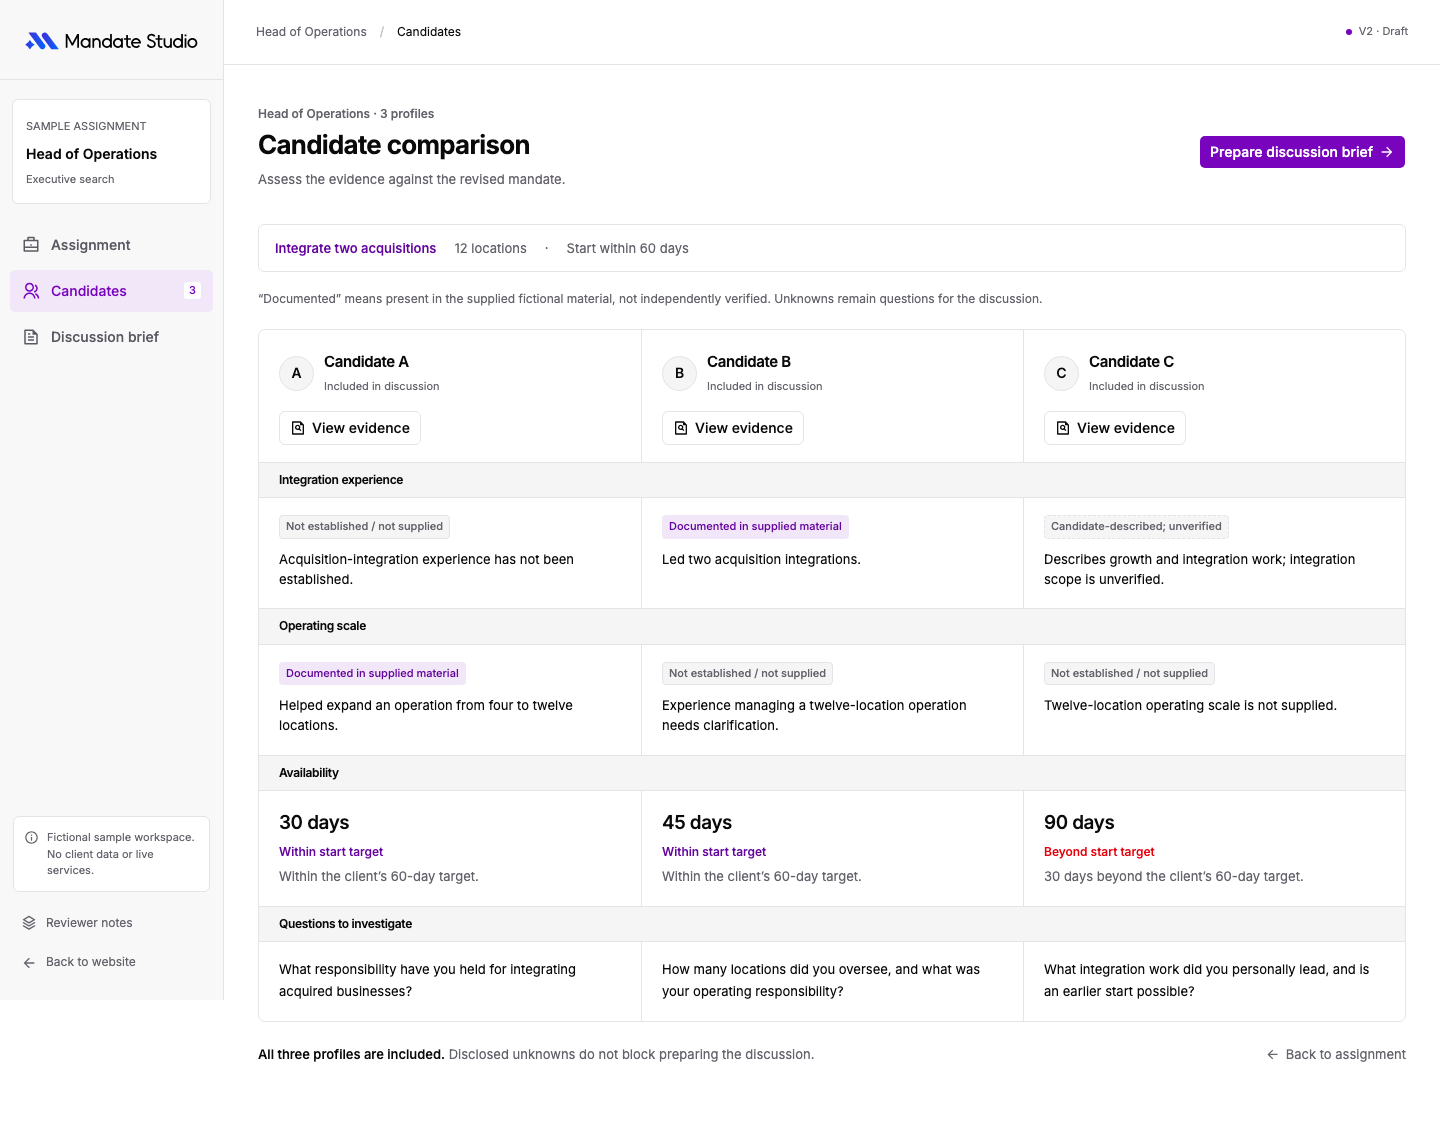 Mandate Studio
Head of Operations / Candidates
V2 · Draft
SAMPLE ASSIGNMENT
Head of Operations
Executive search
Assignment
Candidates 3
Discussion brief
Fictional sample workspace.
No client data or live
services.
Reviewer notes
Back to website
Head of Operations · 3 profiles
Candidate comparison
Assess the evidence against the revised mandate.
Prepare discussion brief →
Integrate two acquisitions 12 locations · Start within 60 days
“Documented” means present in the supplied fictional material, not independently verified. Unknowns remain questions for the discussion.
A
Candidate A
Included in discussion
View evidence
B
Candidate B
Included in discussion
View evidence
C
Candidate C
Included in discussion
View evidence
Integration experience
Not established / not supplied
Acquisition-integration experience has not been
established.
Documented in supplied material
Led two acquisition integrations.
Candidate-described; unverified
Describes growth and integration work; integration
scope is unverified.
Operating scale
Documented in supplied material
Helped expand an operation from four to twelve
locations.
Not established / not supplied
Experience managing a twelve-location operation
needs clarification.
Not established / not supplied
Twelve-location operating scale is not supplied.
Availability
30 days
Within start target
Within the client’s 60-day target.
45 days
Within start target
Within the client’s 60-day target.
90 days
Beyond start target
30 days beyond the client’s 60-day target.
Questions to investigate
What responsibility have you held for integrating
acquired businesses?
How many locations did you oversee, and what was
your operating responsibility?
What integration work did you personally lead, and is
an earlier start possible?
All three profiles are included. Disclosed unknowns do not block preparing the discussion.
← Back to assignment